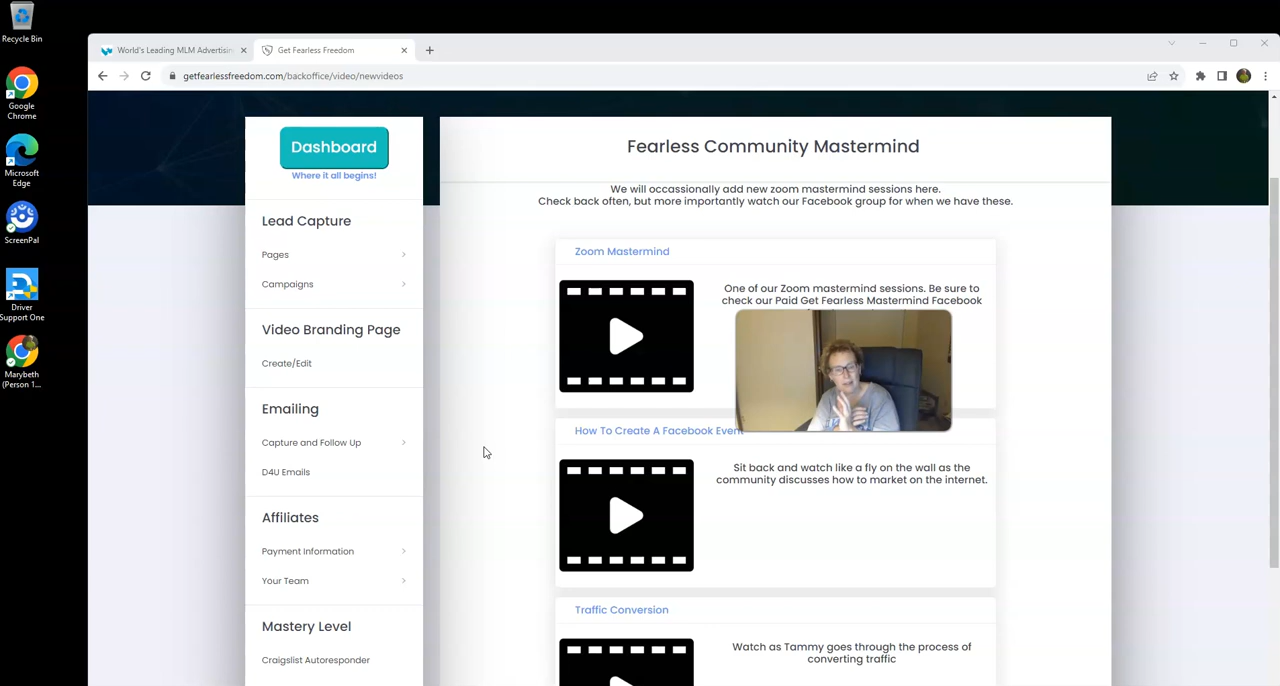 Recycle Bin
Google
Chrome
Microsoft
Edge
ScreenPal
Driver
Support One
Marybeth
(Person 1...
World's Leading MLM Advertisin
Get Fearless Freedom
getfearlessfreedom.com/backoffice/video/newvideos
Dashboard
Where it all begins!
Lead Capture
Pages
Campaigns
Video Branding Page
Create/Edit
Emailing
Capture and Follow Up
D4U Emails
Affiliates
Payment Information
Your Team
Mastery Level
Craigslist Autoresponder
Fearless Community Mastermind
We will occassionally add new zoom mastermind sessions here.
Check back often, but more importantly watch our Facebook group for when we have these.
Zoom Mastermind
One of our Zoom mastermind sessions. Be sure to
check our Paid Get Fearless Mastermind Facebook
How To Create A Facebook Event
Sit back and watch like a fly on the wall as the
community discusses how to market on the internet.
Traffic Conversion
Watch as Tammy goes through the process of
converting traffic